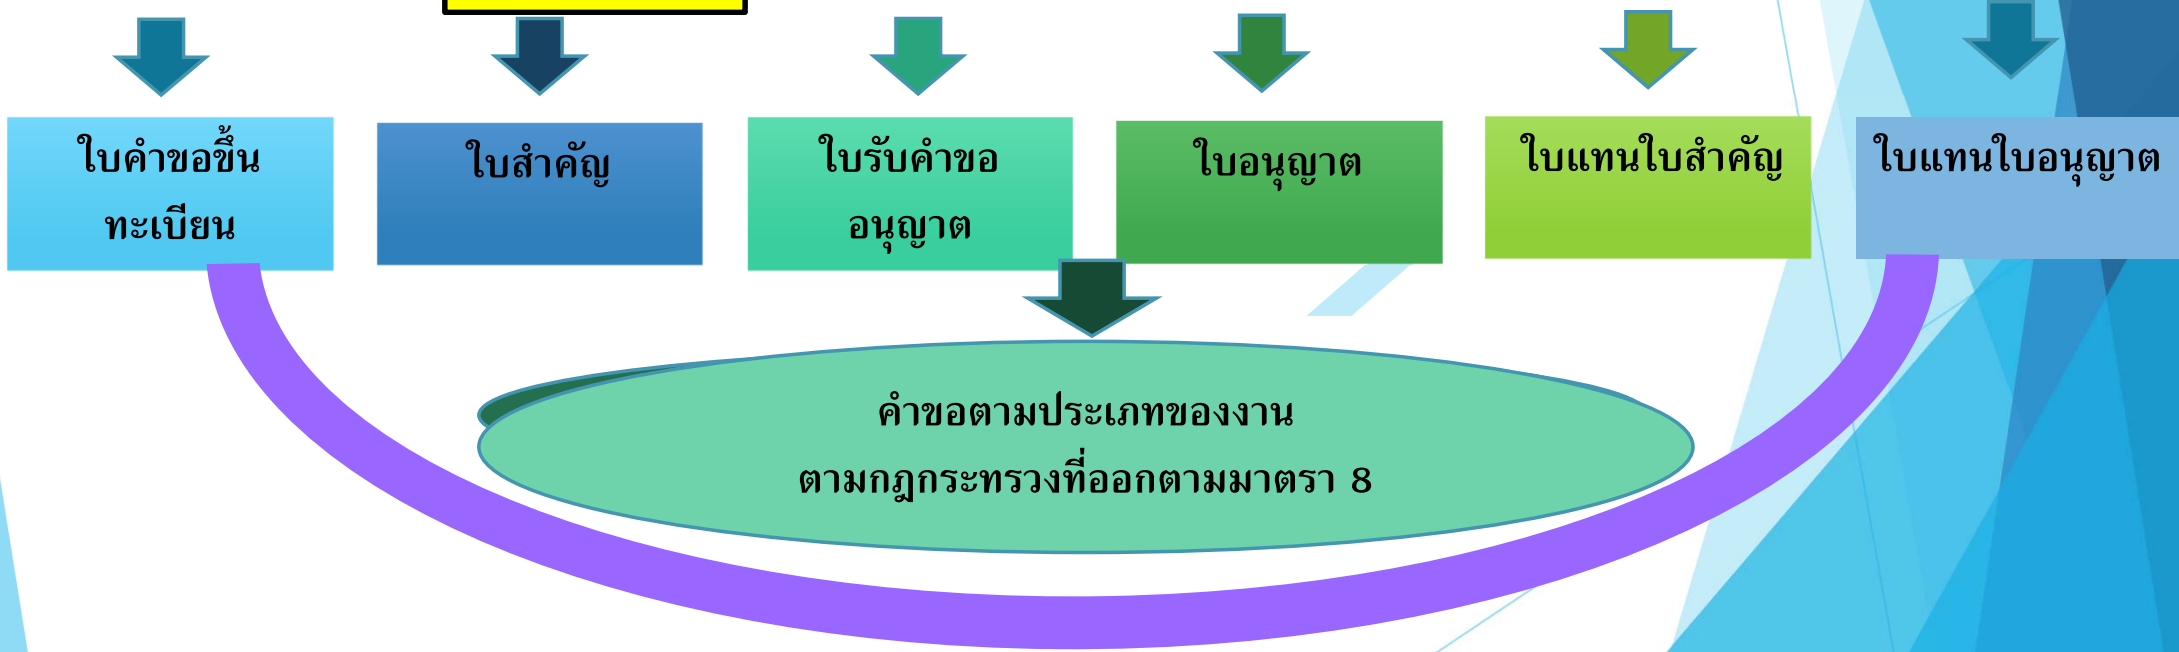 ใบคำขอขึ้น
ทะเบียน
ใบสำคัญ
ใบรับคำขอ
อนุญาต
ใบอนุญาต
ใบแทนใบสำคัญ
ใบแทนใบอนุญาต
คำขอตามประเภทของงาน
ตามกฎกระทรวงที่ออกตามมาตรา 8